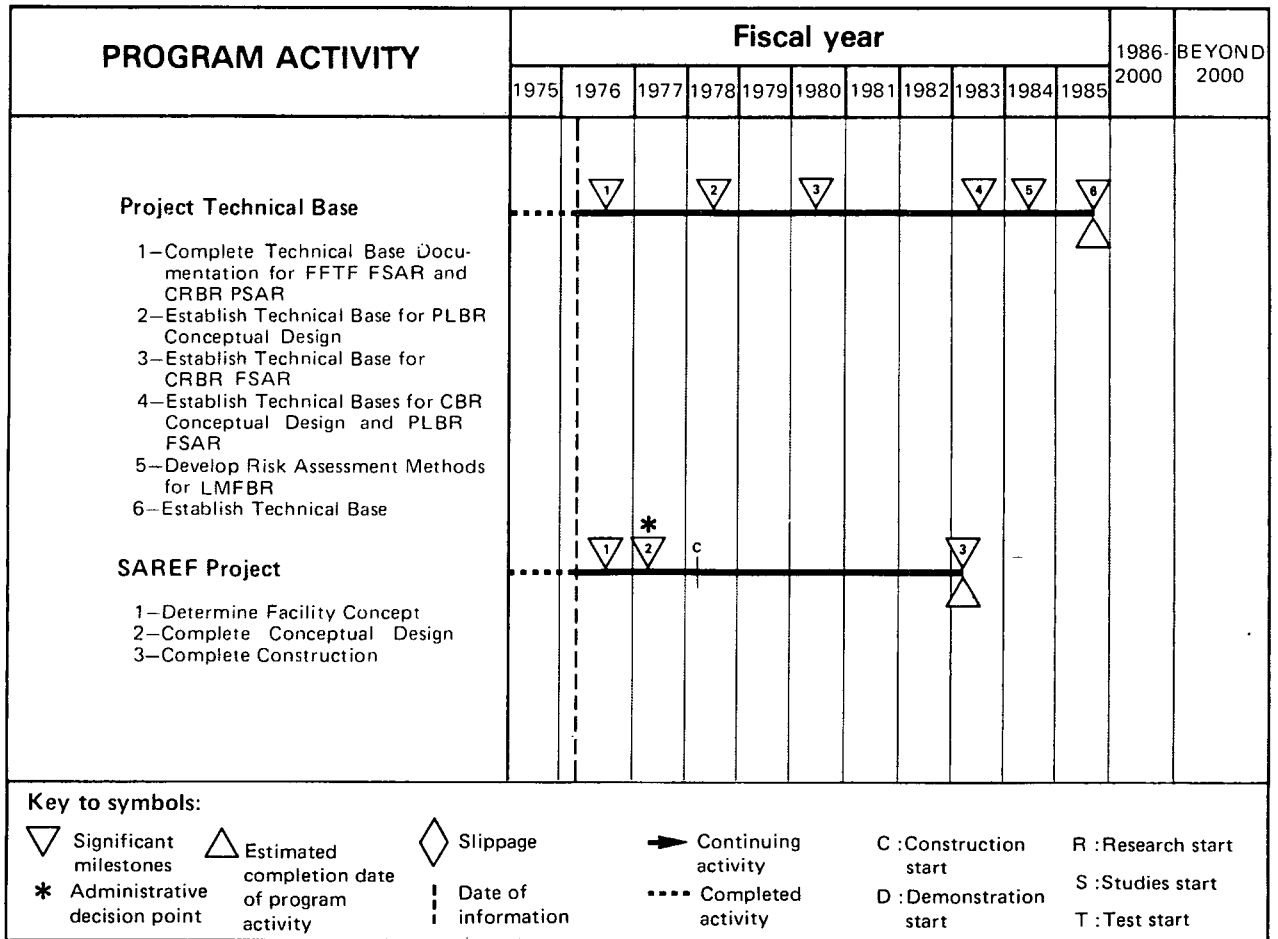 PROGRAM ACTIVITY
Fiscal year
1975 1976 1977 1978 1979 1980 1981 1982 1983 1984 1985
1986-
2000
BEYOND
2000
Project Technical Base
1 2 3 4 5 6
1—Complete Technical Base Docu-
mentation for FFTF FSAR and
CRBR PSAR
2—Establish Technical Base for PLBR
Conceptual Design
3—Establish Technical Base for
CRBR FSAR
4—Establish Technical Bases for CBR
Conceptual Design and PLBR
FSAR
5—Develop Risk Assessment Methods
for LMFBR
6—Establish Technical Base
*
SAREF Project
1 2 C 3
1—Determine Facility Concept
2—Complete Conceptual Design
3—Complete Construction
Key to symbols:
Significant
milestones
* Administrative
decision point
Estimated
completion date
of program
activity
Slippage
Date of
information
Continuing
activity
Completed
activity
C :Construction
start
D :Demonstration
start
R :Research start
S :Studies start
T :Test start